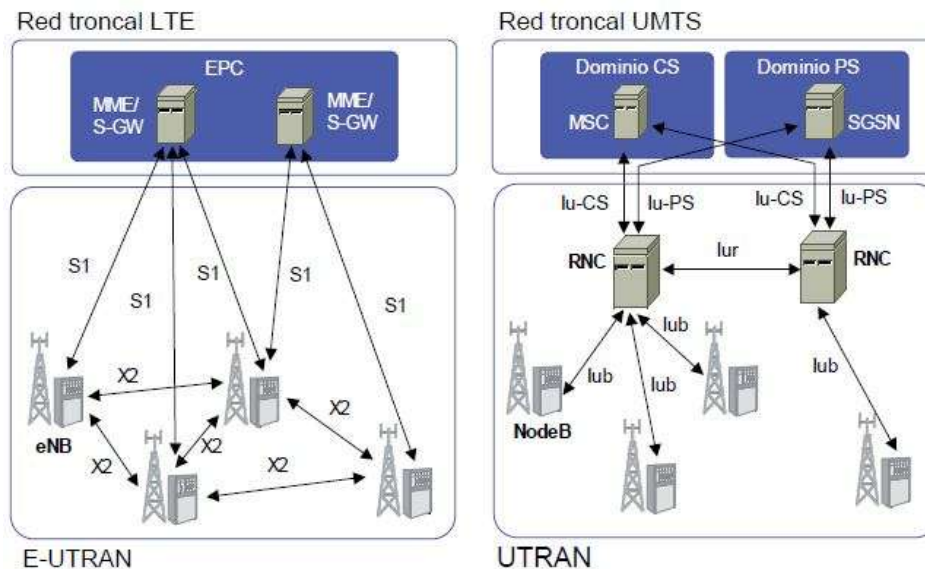 Red troncal LTE
EPC
MME/
S-GW
MME/
S-GW
S1
S1
S1
S1
S1
X2
X2
X2
X2
X2
eNB
E-UTRAN
Red troncal UMTS
Dominio CS
Dominio PS
MSC
SGSN
Iu-CS
Iu-PS
Iu-CS
Iu-PS
RNC
Iur
RNC
Iub
Iub
Iub
Iub
NodeB
UTRAN